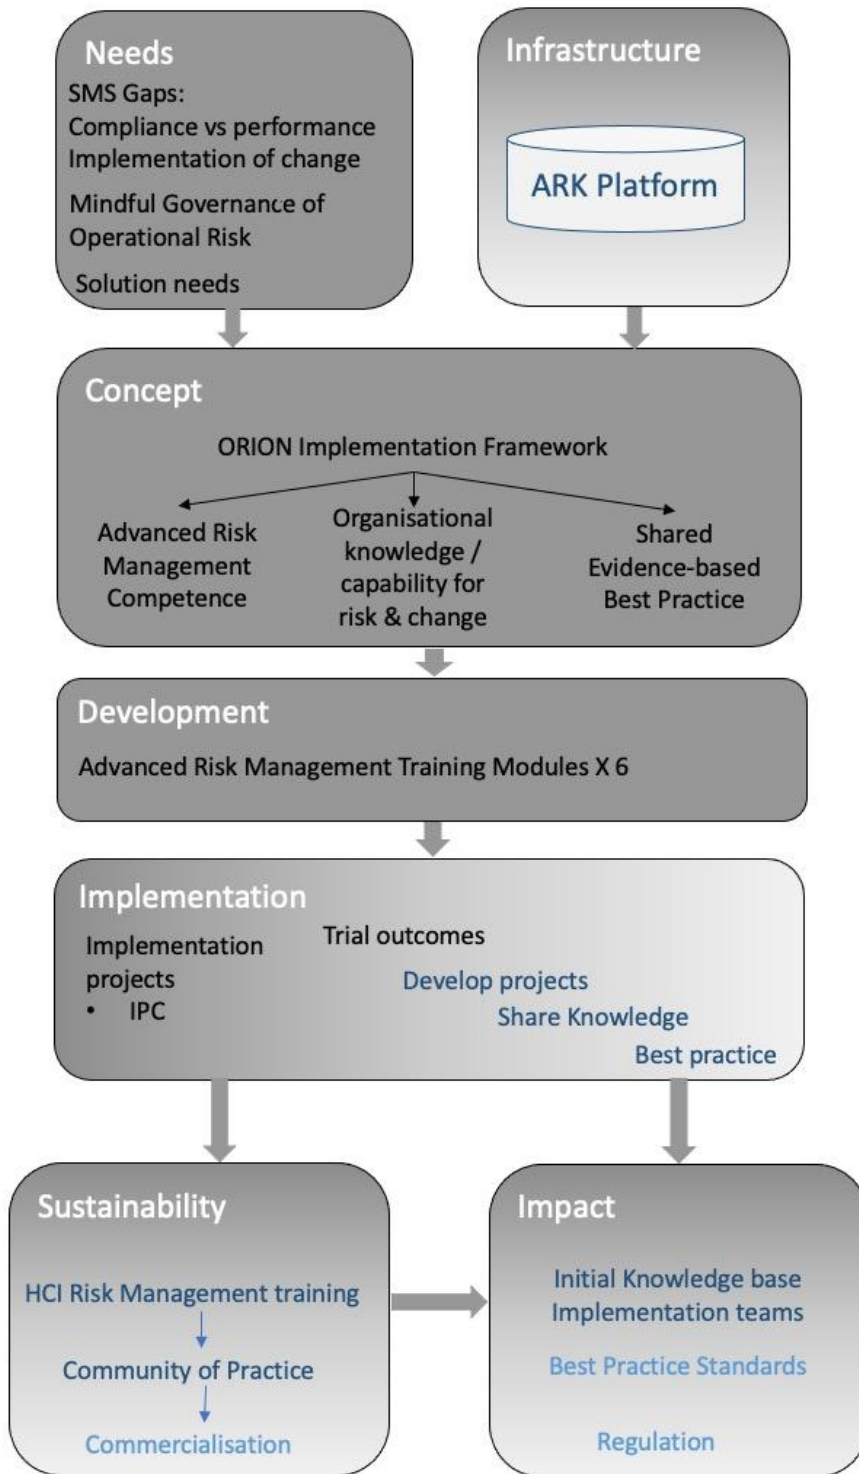 Needs
SMS Gaps:
Compliance vs performance
Implementation of change
Mindful Governance of
Operational Risk
Solution needs
Infrastructure
ARK Platform
Concept
ORION Implementation Framework
Advanced Risk
Management
Competence
Organisational
knowledge /
capability for
risk & change
Shared
Evidence-based
Best Practice
Development
Advanced Risk Management Training Modules X 6
Implementation
Implementation
projects
• IPC
Trial outcomes
Develop projects
Share Knowledge
Best practice
Sustainability
HCI Risk Management training
Community of Practice
Commercialisation
Impact
Initial Knowledge base
Implementation teams
Best Practice Standards
Regulation